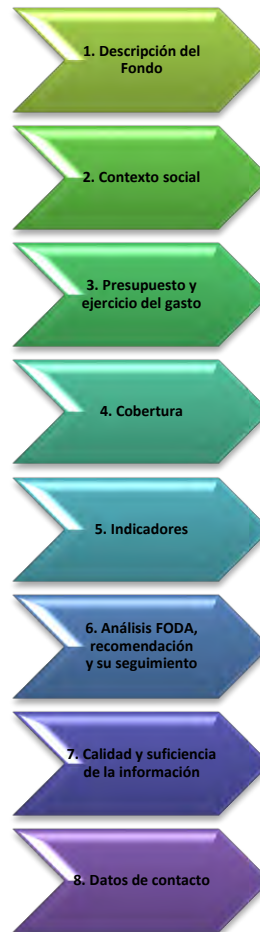 1. Descripción del
Fondo
2. Contexto social
3. Presupuesto y
ejercicio del gasto
4. Cobertura
5. Indicadores
6. Análisis FODA,
recomendación
y su seguimiento
7. Calidad y suficiencia
de la información
8. Datos de contacto